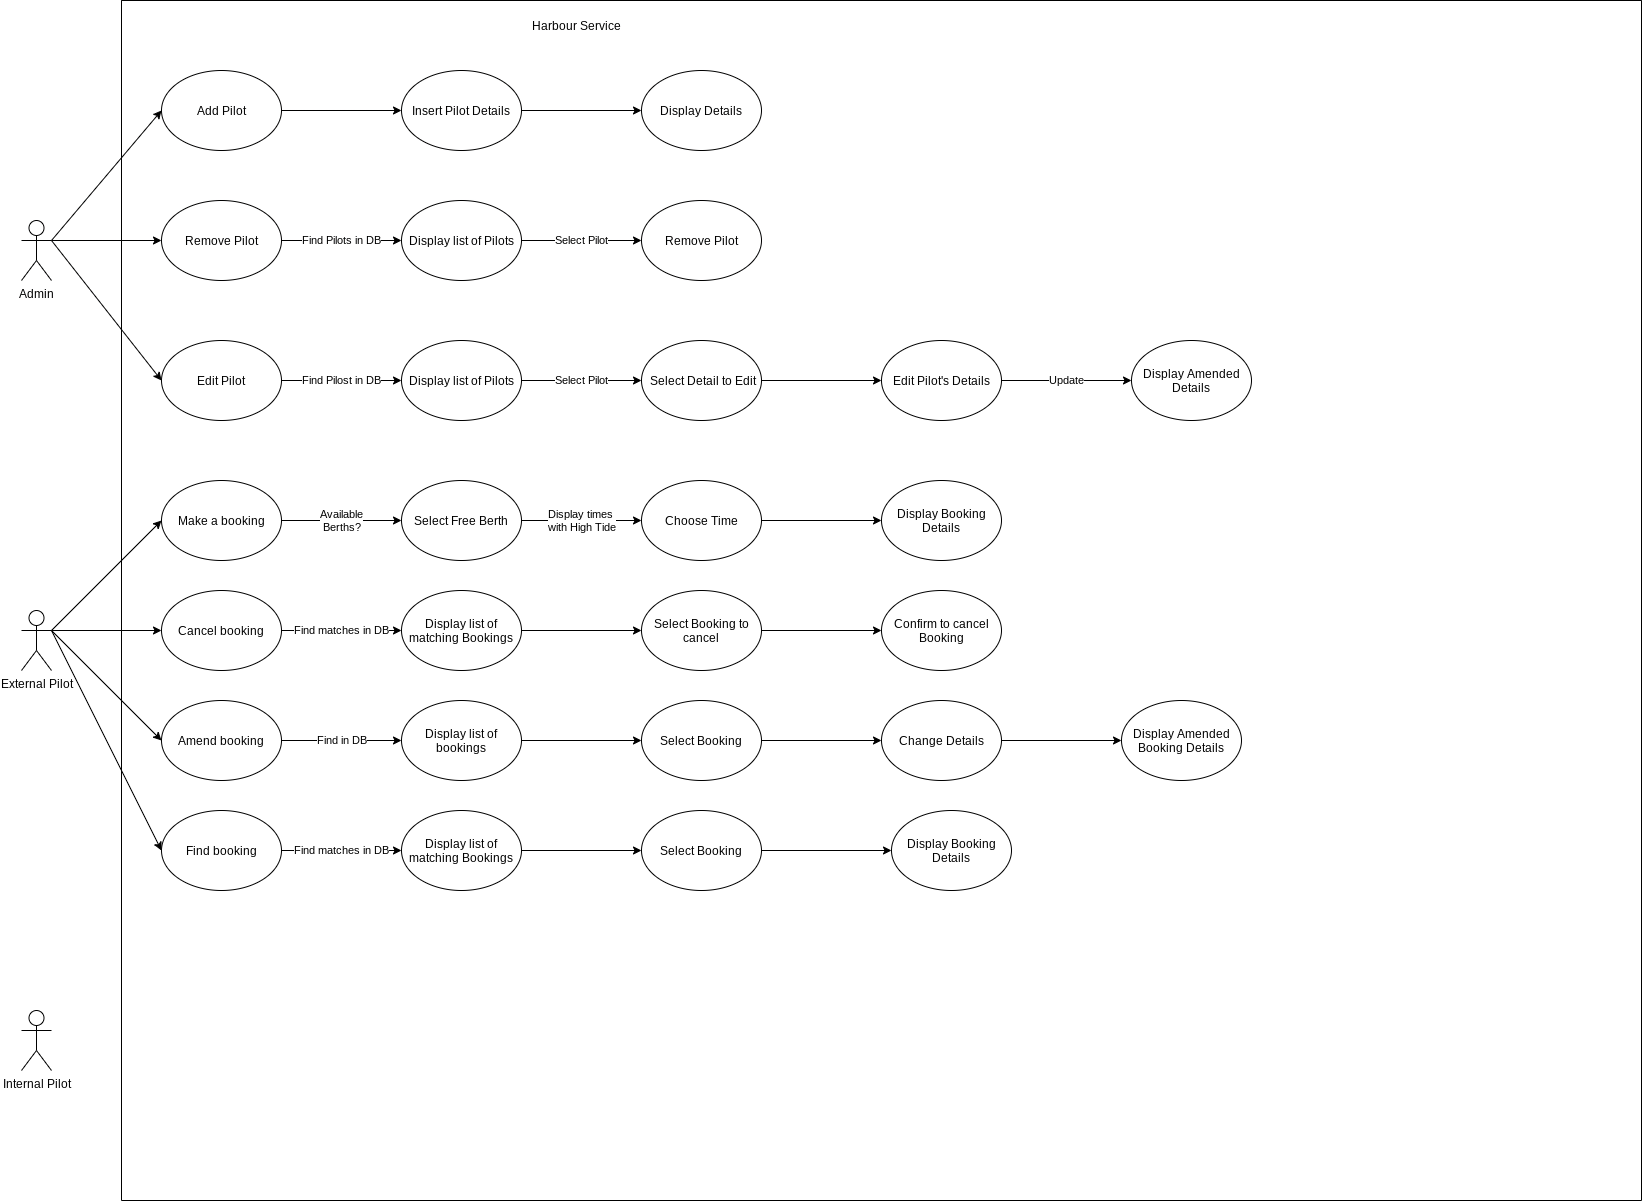 Harbour Service
Add Pilot
Insert Pilot Details
Display Details
Remove Pilot
Find Pilots in DB
Display list of Pilots
Select Pilot
Remove Pilot
Admin
Edit Pilot
Find Pilost in DB
Display list of Pilots
Select Pilot
Select Detail to Edit
Edit Pilot's Details
Update
Display Amended
Details
Make a booking
Available
Berths?
Select Free Berth
Display times
with High Tide
Choose Time
Display Booking
Details
External Pilot
Cancel booking
Find matches in DB
Display list of
matching Bookings
Select Booking to
cancel
Confirm to cancel
Booking
Amend booking
Find in DB
Display list of
bookings
Select Booking
Change Details
Display Amended
Booking Details
Find booking
Find matches in DB
Display list of
matching Bookings
Select Booking
Display Booking
Details
Internal Pilot